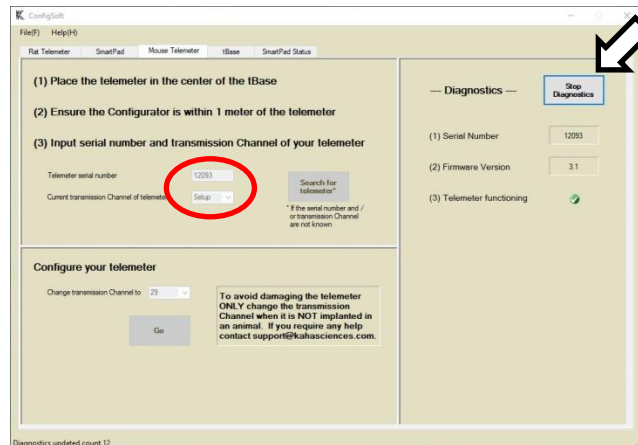 ConfigSoft
File(F) Help(H)
Rat Telemeter SmartPad Mouse Telemeter tBase SmartPad Status
(1) Place the telemeter in the center of the tBase
(2) Ensure the Configurator is within 1 meter of the telemeter
(3) Input serial number and transmission Channel of your telemeter
Telemeter serial number 12093
Current transmission Channel of telemeter Setup
Search for
telemeter*
* If the serial number and /
or transmission Channel
are not known
Configure your telemeter
Change transmission Channel to 29
Go
To avoid damaging the telemeter
ONLY change the transmission
Channel when it is NOT implanted in
an animal. If you require any help
contact support@kahasciences.com.
— Diagnostics —
Stop
Diagnostics
(1) Serial Number 12093
(2) Firmware Version 3.1
(3) Telemeter functioning
Diagnostics updated count 12